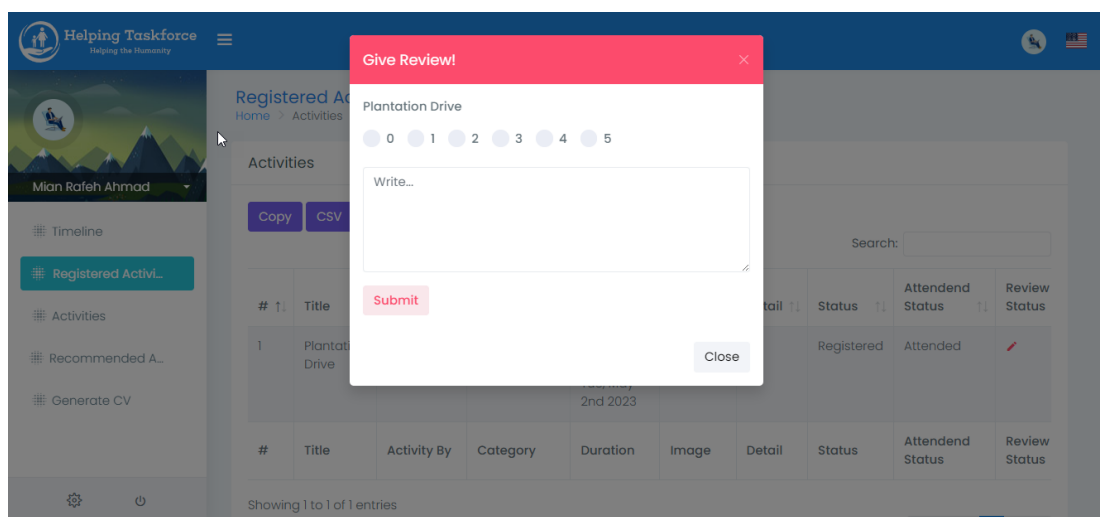 Helping Taskforce
Helping the Humanity
Give Review!
Registered Ac
Home > Activities
Plantation Drive
0 1 2 3 4 5
Activities
Write...
Mian Rafeh Ahmad
Copy CSV
Timeline
Search:
Registered Activi...
# Title tail Status Attendend Status Review Status
Submit
Activities
1 Plantati Drive Registered Attended
Recommended A...
Close
2nd 2023
Generate CV
# Title Activity By Category Duration Image Detail Status Attendend Status Review Status
Showing 1 to 1 of 1 entries